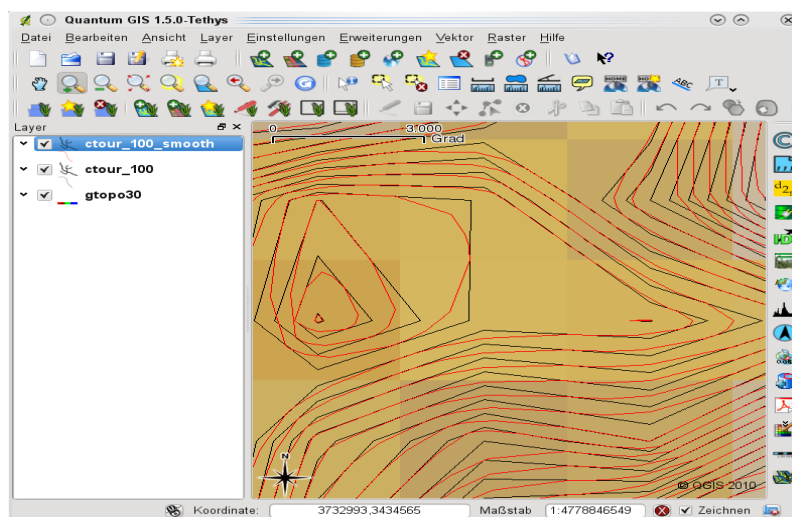 Quantum GIS 1.5.0-Tethys
Datei Bearbeiten Ansicht Layer Einstellungen Erweiterungen Vektor Raster Hilfe
Layer
ctour_100_smooth
ctour_100
gtopo30
0 3.000
Grad
N
© QGIS 2010
Koordinate: 3732993,3434565 Maßstab 1:4778846549 Zeichnen